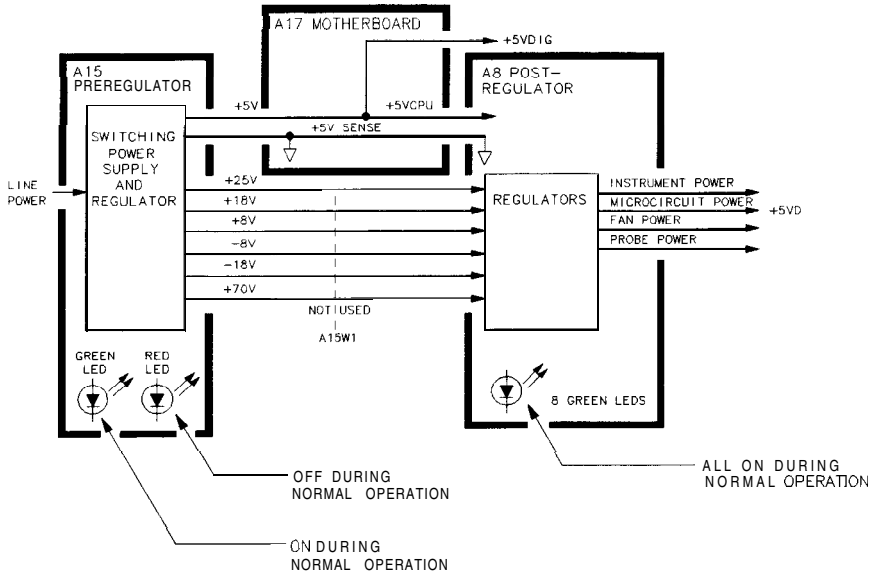 A17 MOTHERBOARD
+5VDIG
A15
PREREGULATOR
A8 POST-
REGULATOR
+5V
+5VCPU
+5V SENSE
SWITCHING
POWER
SUPPLY
AND
REGULATOR
LINE
POWER
+25V
+18V
+8V
-8V
-18V
+70V
NOT USED
A15W1
REGULATORS
INSTRUMENT POWER
MICROCIRCUIT POWER
+5VD
FAN POWER
PROBE POWER
GREEN
LED
RED
LED
8 GREEN LEDS
OFF DURING
NORMAL OPERATION
ON DURING
NORMAL OPERATION
ALL ON DURING
NORMAL OPERATION